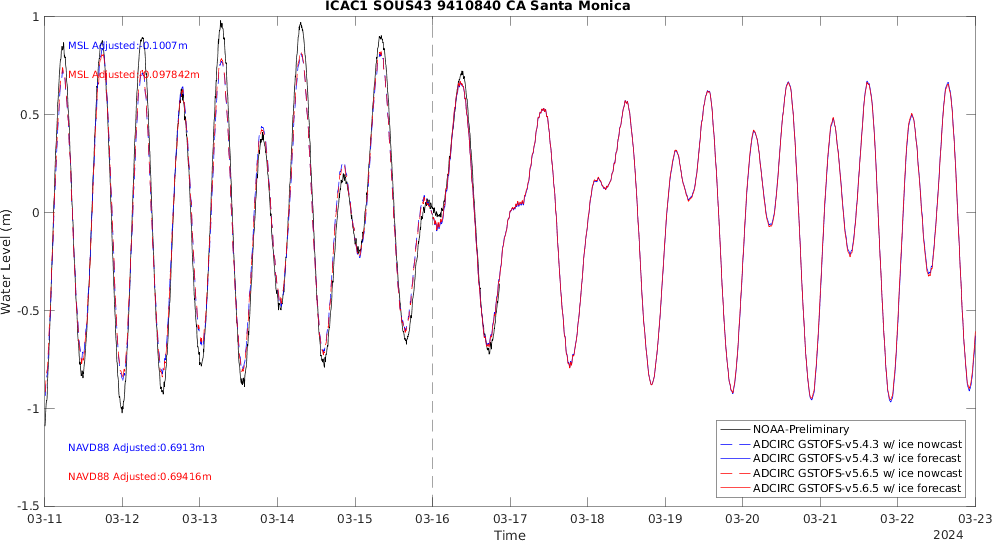 ICAC1 SOUS43 9410840 CA Santa Monica
1
0.5
0
-0.5
-1
-1.5
Water Level (m)
MSL Adjusted:-0.1007m
MSL Adjusted:-0.097842m
NAVD88 Adjusted:0.6913m
NAVD88 Adjusted:0.69416m
NOAA-Preliminary
ADCIRC GSTOFS-v5.4.3 w/ ice nowcast
ADCIRC GSTOFS-v5.4.3 w/ ice forecast
ADCIRC GSTOFS-v5.6.5 w/ ice nowcast
ADCIRC GSTOFS-v5.6.5 w/ ice forecast
03-11 03-12 03-13 03-14 03-15 03-16 03-17 03-18 03-19 03-20 03-21 03-22 03-23
Time
2024